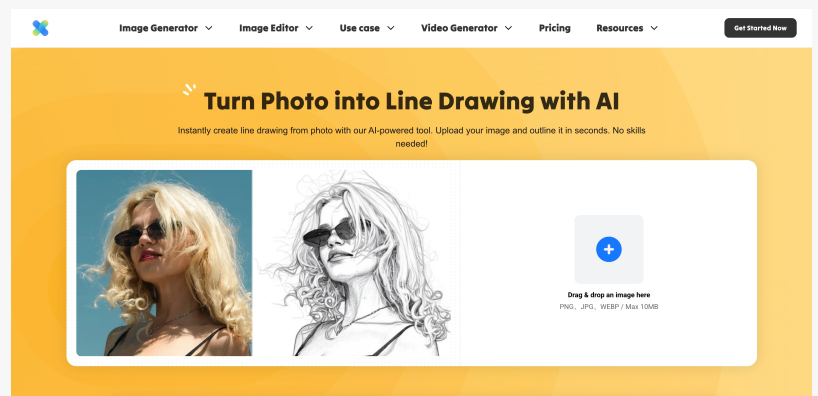 Image Generator
Image Editor
Use case
Video Generator
Pricing
Resources
Get Started Now
Turn Photo into Line Drawing with AI
Instantly create line drawing from photo with our AI-powered tool. Upload your image and outline it in seconds. No skills
needed!
Drag & drop an image here
PNG、JPG、WEBP / Max 10MB